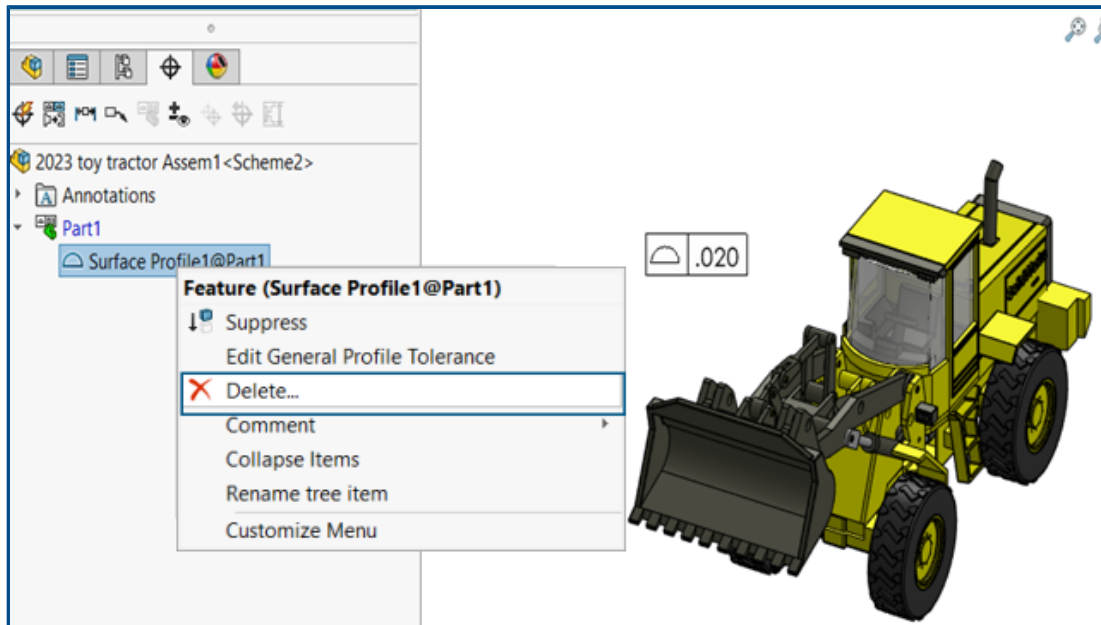 2023 toy tractor Assem1<Scheme2>
A Annotations
Part1
Surface Profile1@Part1
Feature (Surface Profile1@Part1)
Suppress
Edit General Profile Tolerance
Delete...
Comment
Collapse Items
Rename tree item
Customize Menu
.020